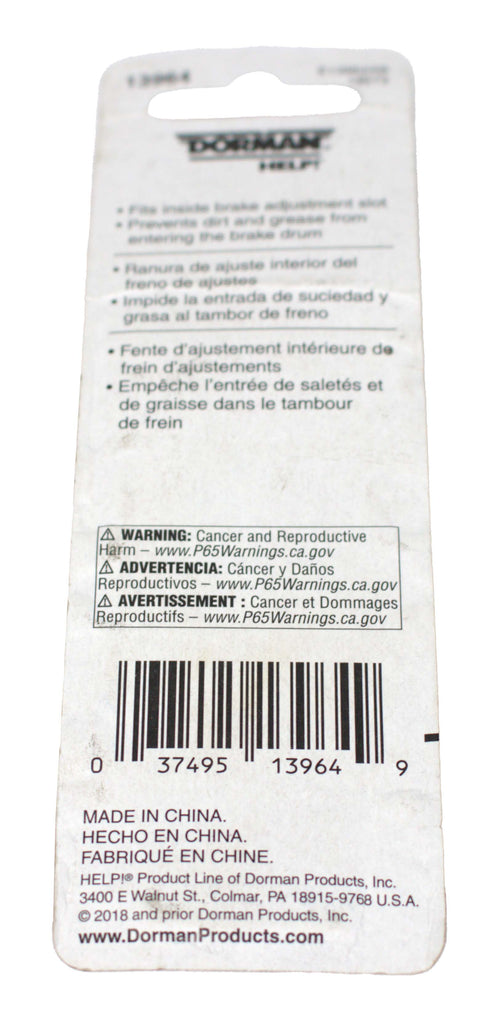 13964
DORMAN
HELP!
• Fits inside brake adjustment slot
• Prevents dirt and grease from
entering the brake drum
• Ranura de ajuste interior del
freno de ajustes
• Impide la entrada de suciedad y
grasa al tambor de freno
• Fente d'ajustement intérieure de
frein d'ajustements
• Empêche l'entrée de saletés et
de graisse dans le tambour
de frein
⚠ WARNING: Cancer and Reproductive
Harm – www.P65Warnings.ca.gov
⚠ ADVERTENCIA: Cáncer y Daños
Reproductivos – www.P65Warnings.ca.gov
⚠ AVERTISSEMENT : Cancer et Dommages
Reproductifs – www.P65Warnings.ca.gov
0 37495 13964 9
MADE IN CHINA.
HECHO EN CHINA.
FABRIQUÉ EN CHINE.
HELP!® Product Line of Dorman Products, Inc.
3400 E Walnut St., Colmar, PA 18915-9768 U.S.A.
© 2018 and prior Dorman Products, Inc.
www.DormanProducts.com